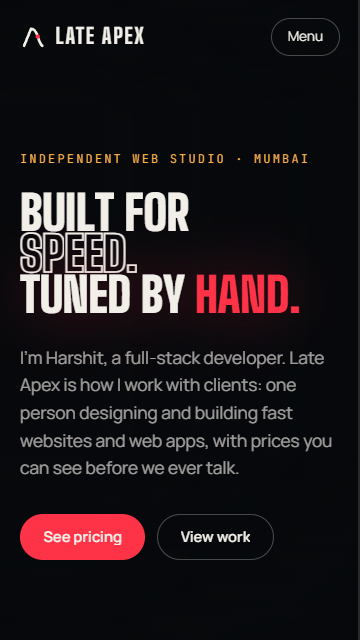 LATE APEX
Menu
INDEPENDENT WEB STUDIO · MUMBAI
BUILT FOR
SPEED.
TUNED BY HAND.
I'm Harshit, a full-stack developer. Late
Apex is how I work with clients: one
person designing and building fast
websites and web apps, with prices you
can see before we ever talk.
See pricing
View work